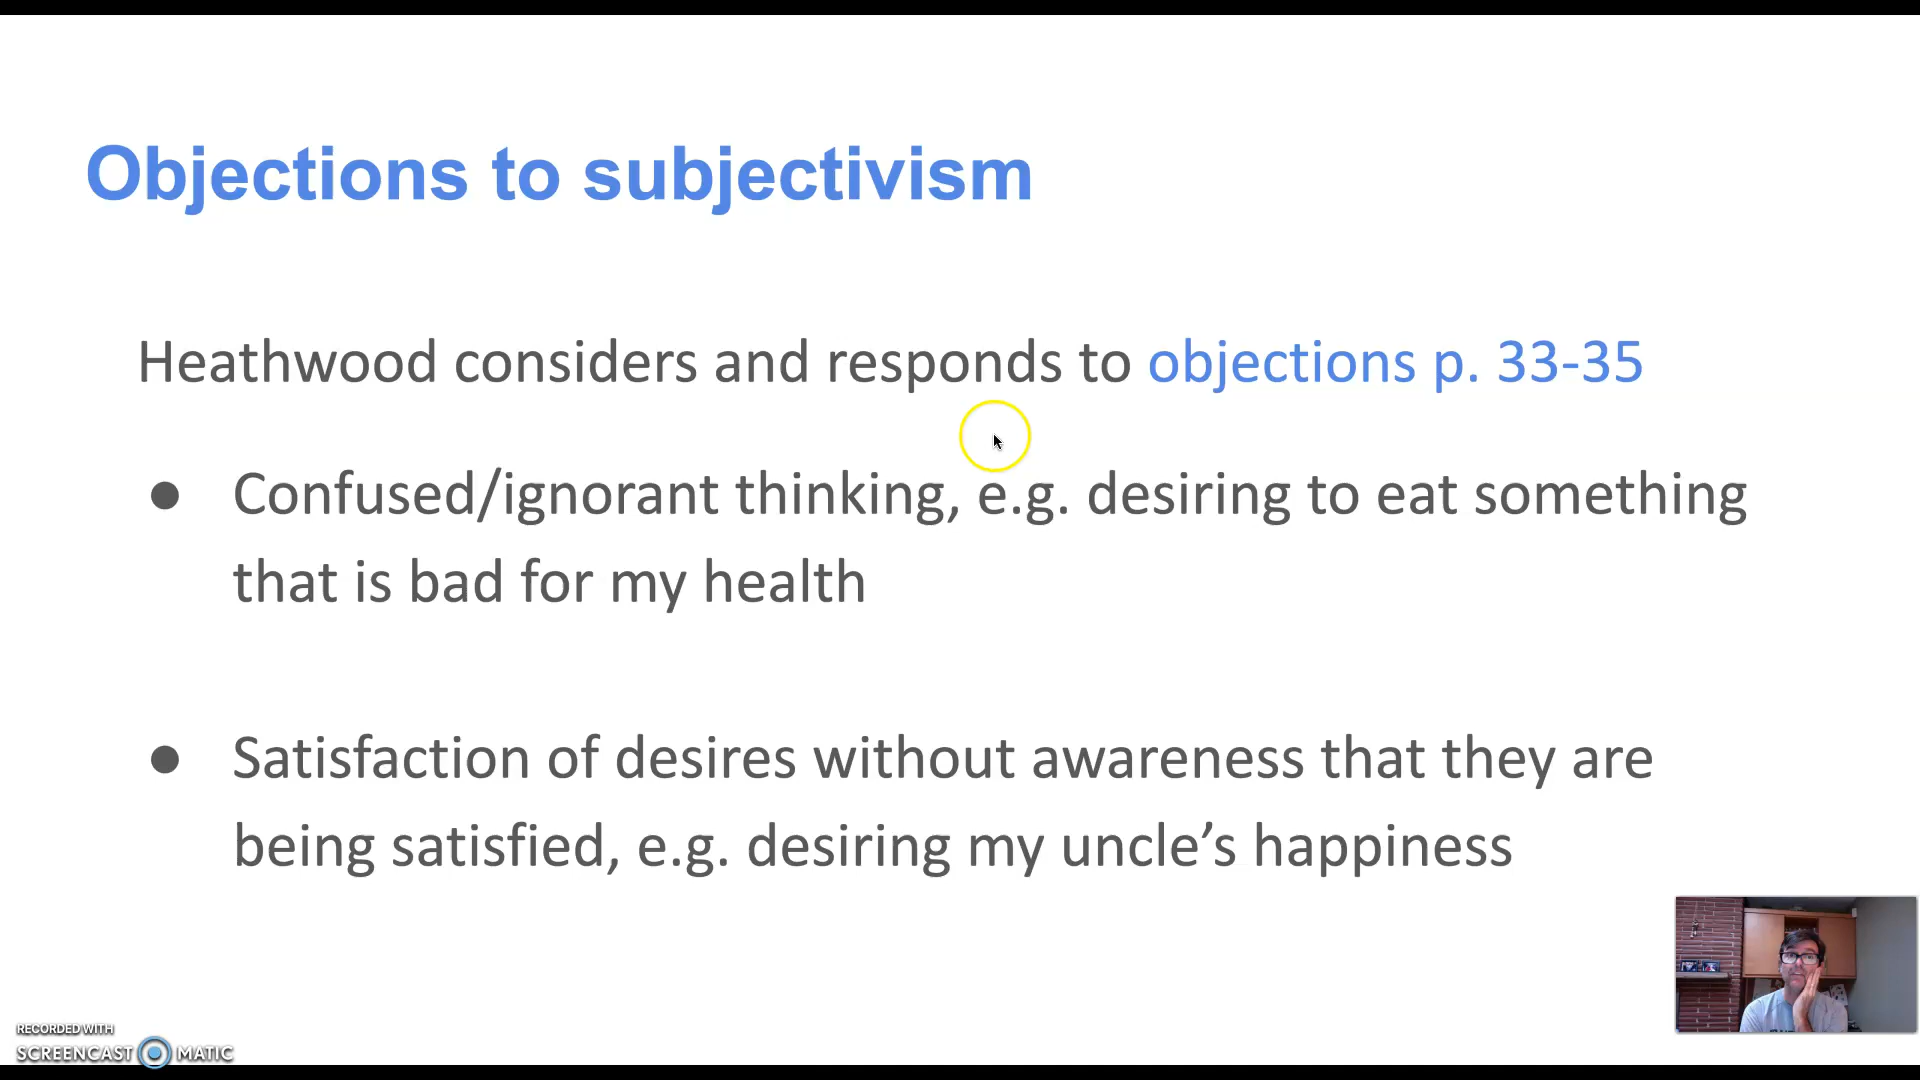 Objections to subjectivism
Heathwood considers and responds to objections p. 33-35
● Confused/ignorant thinking, e.g. desiring to eat something
that is bad for my health
● Satisfaction of desires without awareness that they are
being satisfied, e.g. desiring my uncle’s happiness
RECORDED WITH
SCREENCAST MATIC